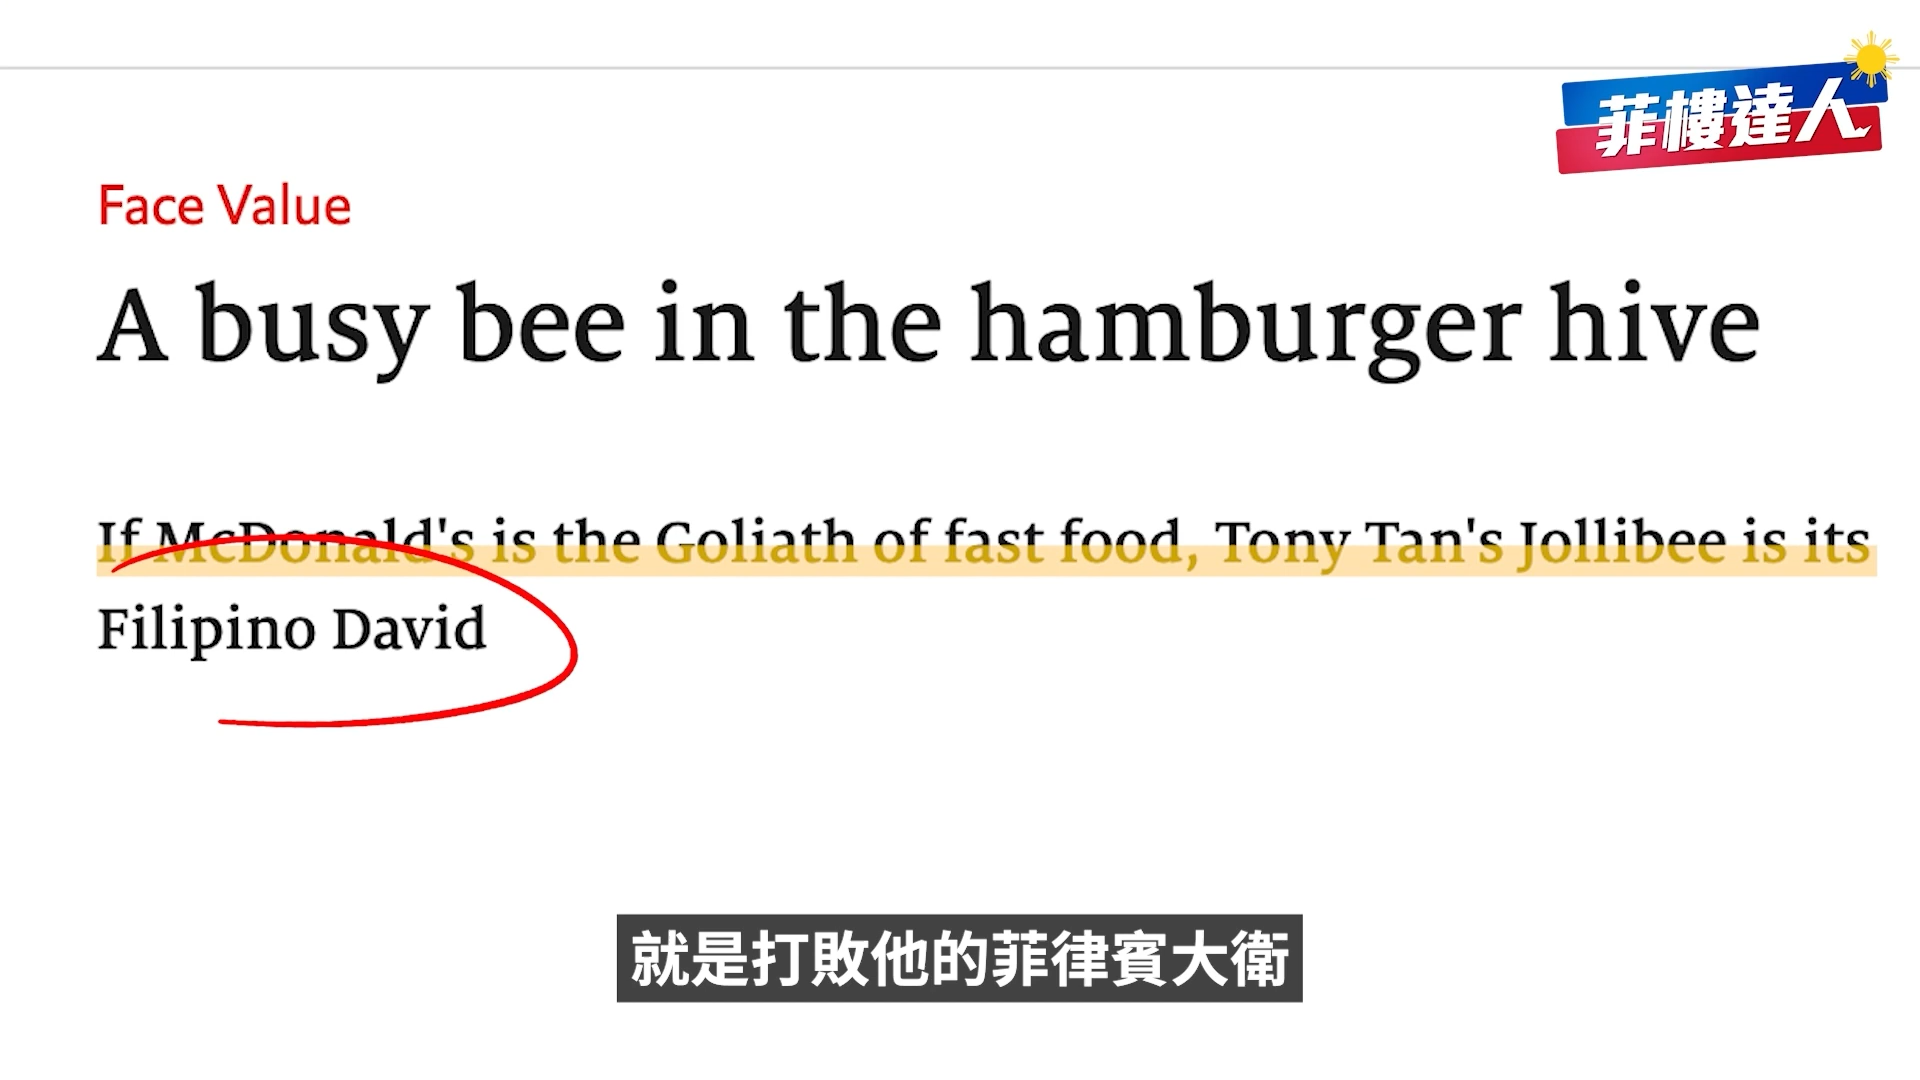 菲樓達人
Face Value
A busy bee in the hamburger hive
If McDonald's is the Goliath of fast food, Tony Tan's Jollibee is its
Filipino David
就是打敗他的菲律賓大衛